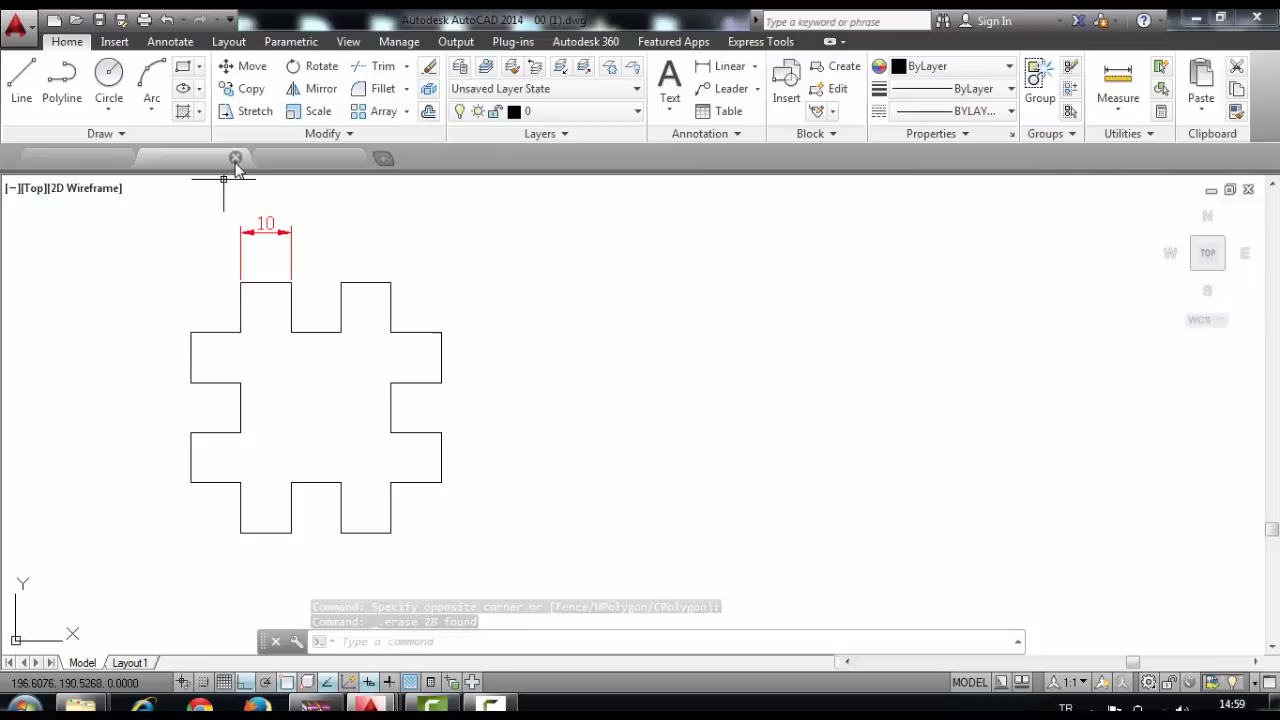 Autodesk AutoCAD 2014 00 (1).dwg
Type a keyword or phrase
Sign In
Home Insert Annotate Layout Parametric View Manage Output Plug-ins Autodesk 360 Featured Apps Express Tools
Line
Polyline
Circle
Arc
Move
Rotate
Trim
Copy
Mirror
Fillet
Stretch
Scale
Array
Unsaved Layer State
0
Text
Linear
Leader
Table
Insert
Create
Edit
ByLayer
ByLayer
BYLAY...
Group
Measure
Paste
Draw Modify Layers Annotation Block Properties Groups Utilities Clipboard
[−][Top][2D Wireframe]
10
N
W TOP E
S
WCS
Y
X
Command: Specify opposite corner or [Fence/WPolygon/CPolygon]:
Command: _.erase 28 found
Type a command
Model Layout1
196.6076, 190.5268, 0.0000
MODEL
1:1
TR
14:59